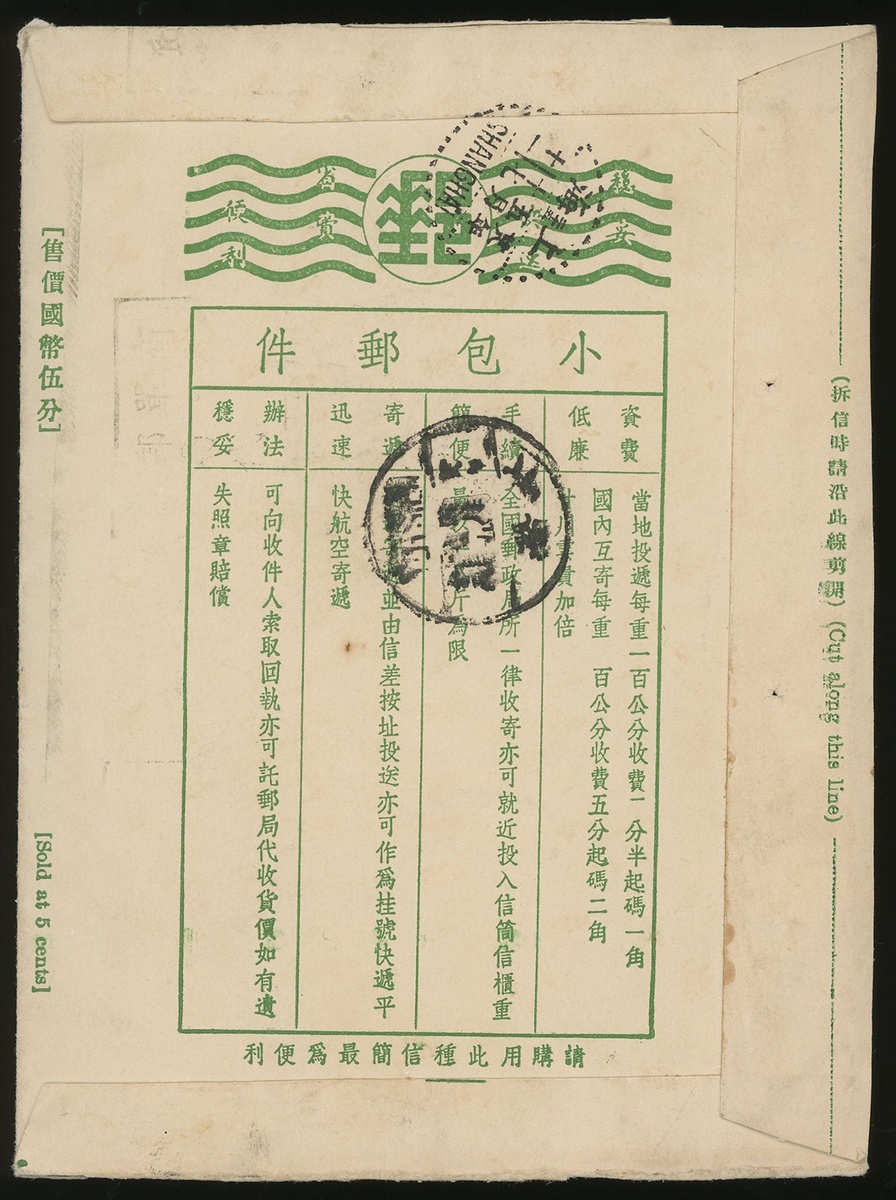 省費
便利
穩妥
上海
SHANGHAI
小包郵件
資費低廉
當地投遞每重一百公分收費一分半起碼一角
國內互寄每重 百公分收費五分起碼二角
加倍
手續簡便
全國郵政局所一律收寄亦可就近投入信筒信櫃重
斤為限
寄遞迅速
並由信差按址投送亦可作爲挂號快遞平
快航空寄遞
辦法穩妥
可向收件人索取回執亦可託郵局代收貨價如有遺
失照章賠償
請購用此種信簡最爲便利
[售價國幣伍分]
[Sold at 5 cents]
(拆信時請沿此線剪開) (Cut along this line)